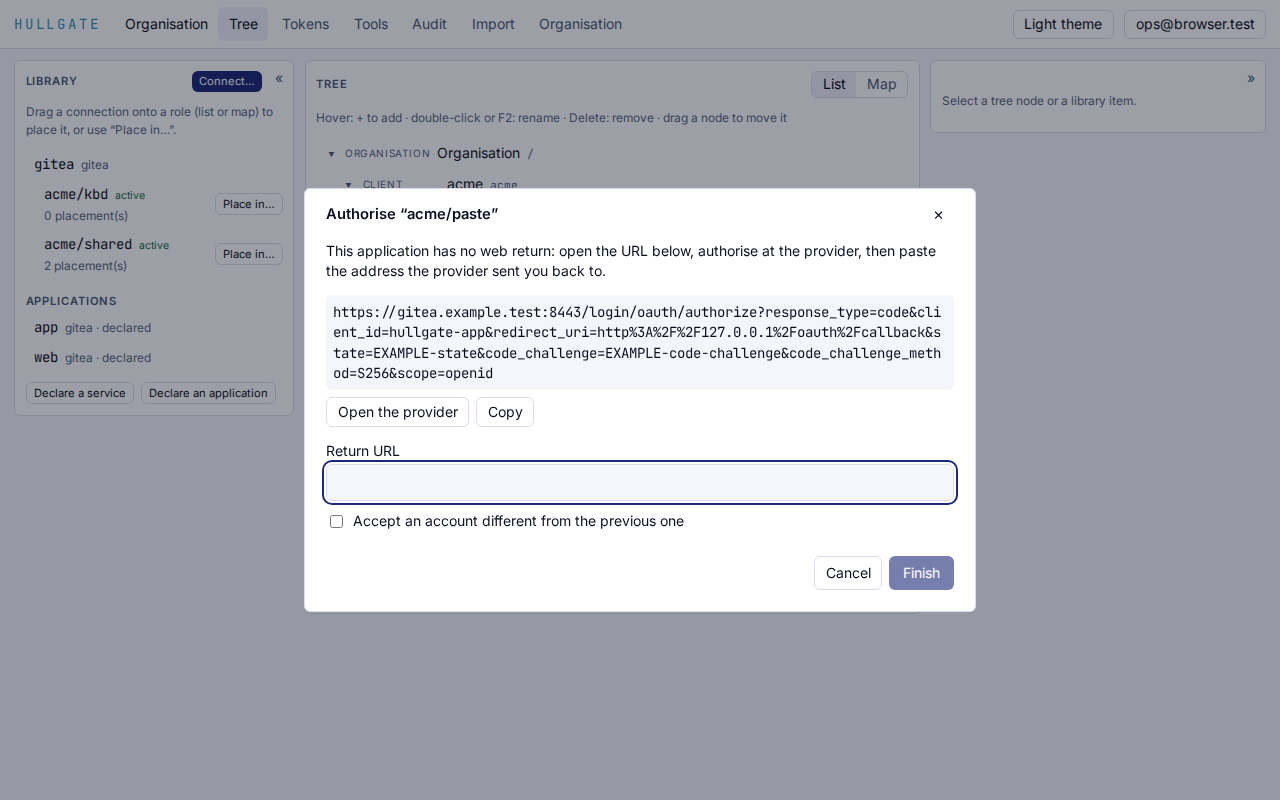 HULLGATE Organisation Tree Tokens Tools Audit Import Organisation Light theme ops@browser.test
LIBRARY Connect… «
Drag a connection onto a role (list or map) to
place it, or use “Place in…”.
gitea gitea
acme/kbd active
0 placement(s)
Place in…
acme/shared active
2 placement(s)
Place in…
APPLICATIONS
app gitea · declared
web gitea · declared
Declare a service Declare an application
TREE List Map
Hover: + to add · double-click or F2: rename · Delete: remove · drag a node to move it
▾ ORGANISATION Organisation /
▾ CLIENT acme acme
»
Select a tree node or a library item.
Authorise “acme/paste” ×
This application has no web return: open the URL below, authorise at the provider, then paste
the address the provider sent you back to.
https://gitea.example.test:8443/login/oauth/authorize?response_type=code&cli
ent_id=hullgate-app&redirect_uri=http%3A%2F%2F127.0.0.1%2Foauth%2Fcallback&s
tate=EXAMPLE-state&code_challenge=EXAMPLE-code-challenge&code_challenge_meth
od=S256&scope=openid
Open the provider Copy
Return URL
Accept an account different from the previous one
Cancel Finish